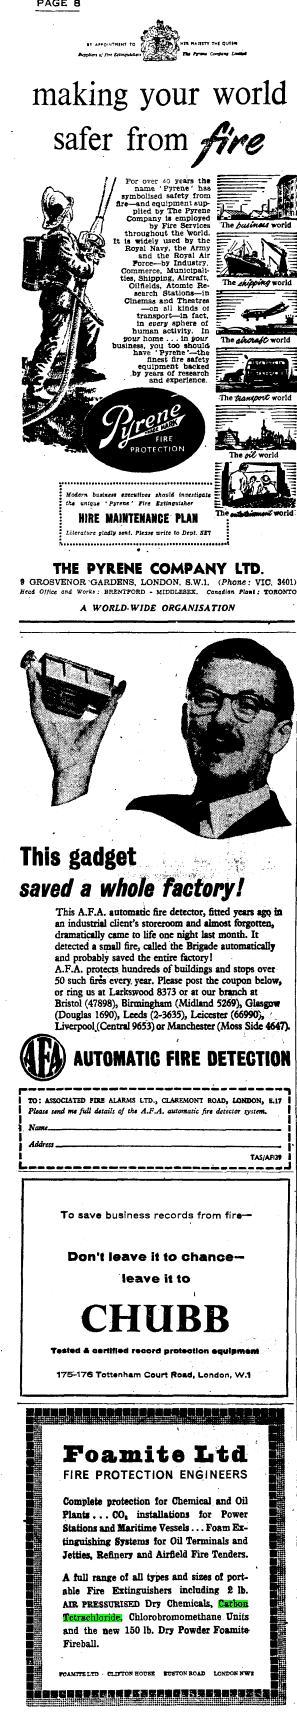 PAGE 8
BY APPOINTMENT TO HER MAJESTY THE QUEEN
Suppliers of Fire Extinguishers The Pyrene Company Limited
making your world
safer from fire
For over 40 years the
name 'Pyrene' has
symbolised safety from
fire—and equipment sup-
plied by The Pyrene
Company is employed
by Fire Services
throughout the world.
It is widely used by the
Royal Navy, the Army
and the Royal Air
Force—by Industry,
Commerce, Municipali-
ties, Shipping, Aircraft,
Oilfields, Atomic Re-
search Stations—in
Cinemas and Theatres
—on all kinds of
transport—in fact,
in every sphere of
human activity. In
your home . . . in your
business, you too should
have 'Pyrene'—the
finest fire safety
equipment backed
by years of research
and experience.
The business world
The shipping world
The aircraft world
The transport world
The oil world
The entertainment world
Pyrene
TRADE MARK
FIRE
PROTECTION
Modern business executives should investigate
the unique 'Pyrene' Fire Extinguisher
HIRE MAINTENANCE PLAN
Literature gladly sent. Please write to Dept. SET
THE PYRENE COMPANY LTD.
9 GROSVENOR GARDENS, LONDON, S.W.1. (Phone: VIC. 3401)
Head Office and Works: BRENTFORD - MIDDLESEX. Canadian Plant: TORONTO
A WORLD-WIDE ORGANISATION
This gadget
saved a whole factory!
This A.F.A. automatic fire detector, fitted years ago in
an industrial client's storeroom and almost forgotten,
dramatically came to life one night last month. It
detected a small fire, called the Brigade automatically
and probably saved the entire factory!
A.F.A. protects hundreds of buildings and stops over
50 such fires every year. Please post the coupon below,
or ring us at Larkswood 8373 or at our branch at
Bristol (47898), Birmingham (Midland 5269), Glasgow
(Douglas 1690), Leeds (2-3635), Leicester (66990),
Liverpool (Central 9653) or Manchester (Moss Side 4647).
AFA AUTOMATIC FIRE DETECTION
TO: ASSOCIATED FIRE ALARMS LTD., CLAREMONT ROAD, LONDON, E.17
Please send me full details of the A.F.A. automatic fire detector system.
Name
Address
TAS/AF/39
To save business records from fire—
Don't leave it to chance—
leave it to
CHUBB
Tested & certified record protection equipment
175-176 Tottenham Court Road, London, W.1
Foamite Ltd
FIRE PROTECTION ENGINEERS
Complete protection for Chemical and Oil
Plants . . . CO₂ installations for Power
Stations and Maritime Vessels . . . Foam Ex-
tinguishing Systems for Oil Terminals and
Jetties, Refinery and Airfield Fire Tenders.
A full range of all types and sizes of port-
able Fire Extinguishers including 2 lb.
AIR PRESSURISED Dry Chemicals, Carbon
Tetrachloride, Chlorobromomethane Units
and the new 150 lb. Dry Powder Foamite
Fireball.
FOAMITE LTD · CLIFTON HOUSE EUSTON ROAD LONDON NW1